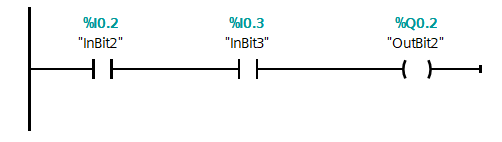 %I0.2 %I0.3 %Q0.2
"InBit2" "InBit3" "OutBit2"